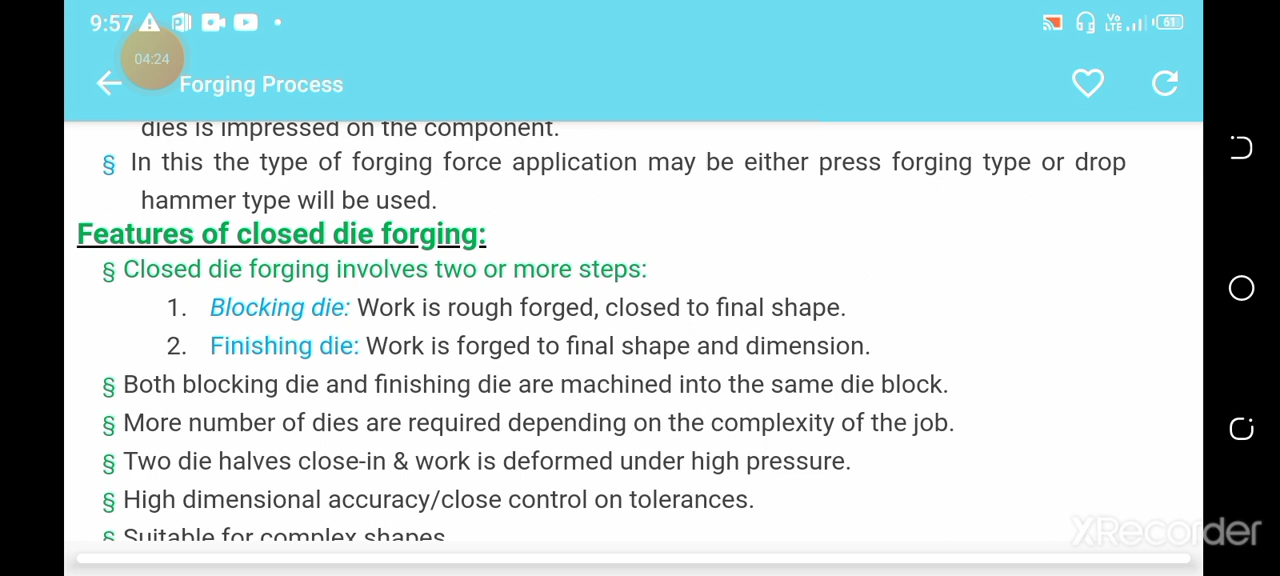 9:57
Vo
LTE
61
04:24
Forging Process
dies is impressed on the component.
§ In this the type of forging force application may be either press forging type or drop
hammer type will be used.
Features of closed die forging:
§ Closed die forging involves two or more steps:
1. Blocking die: Work is rough forged, closed to final shape.
2. Finishing die: Work is forged to final shape and dimension.
§ Both blocking die and finishing die are machined into the same die block.
§ More number of dies are required depending on the complexity of the job.
§ Two die halves close-in & work is deformed under high pressure.
§ High dimensional accuracy/close control on tolerances.
§ Suitable for complex shapes
XRecorder